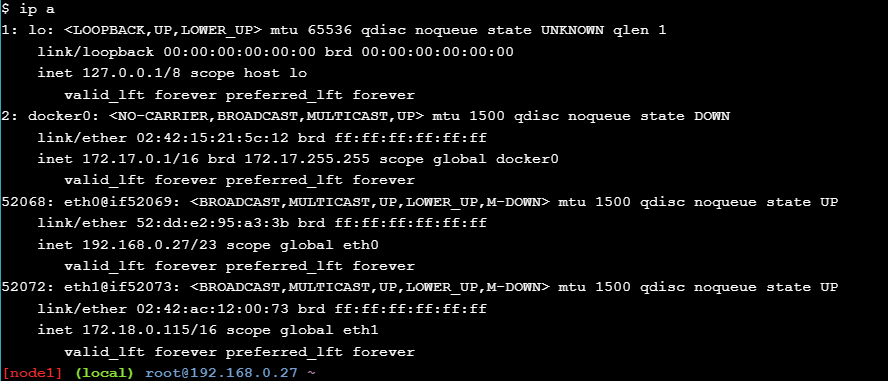 $ ip a
1: lo: <LOOPBACK,UP,LOWER_UP> mtu 65536 qdisc noqueue state UNKNOWN qlen 1
    link/loopback 00:00:00:00:00:00 brd 00:00:00:00:00:00
    inet 127.0.0.1/8 scope host lo
       valid_lft forever preferred_lft forever
2: docker0: <NO-CARRIER,BROADCAST,MULTICAST,UP> mtu 1500 qdisc noqueue state DOWN
    link/ether 02:42:15:21:5c:12 brd ff:ff:ff:ff:ff:ff
    inet 172.17.0.1/16 brd 172.17.255.255 scope global docker0
       valid_lft forever preferred_lft forever
52068: eth0@if52069: <BROADCAST,MULTICAST,UP,LOWER_UP,M-DOWN> mtu 1500 qdisc noqueue state UP
    link/ether 52:dd:e2:95:a3:3b brd ff:ff:ff:ff:ff:ff
    inet 192.168.0.27/23 scope global eth0
       valid_lft forever preferred_lft forever
52072: eth1@if52073: <BROADCAST,MULTICAST,UP,LOWER_UP,M-DOWN> mtu 1500 qdisc noqueue state UP
    link/ether 02:42:ac:12:00:73 brd ff:ff:ff:ff:ff:ff
    inet 172.18.0.115/16 scope global eth1
       valid_lft forever preferred_lft forever
[node1] (local) root@192.168.0.27 ~